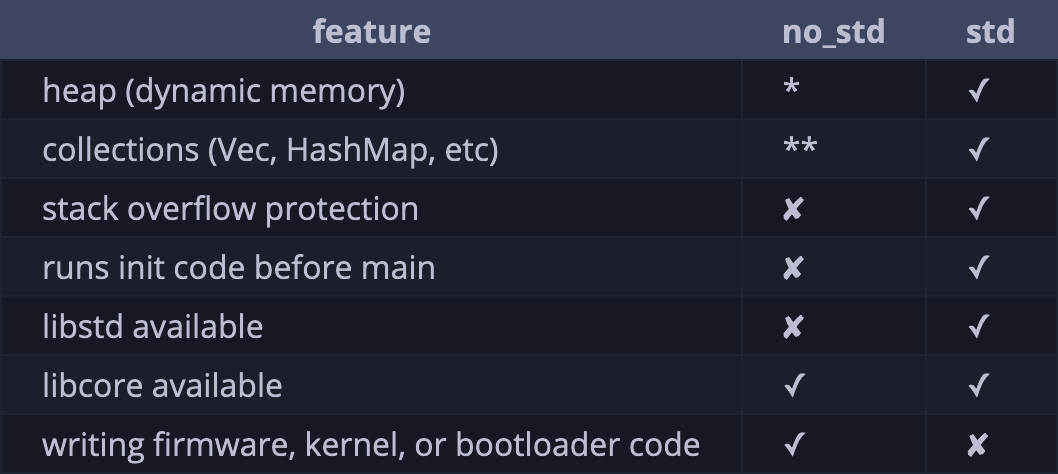 feature no_std std
heap (dynamic memory) * ✓
collections (Vec, HashMap, etc) ** ✓
stack overflow protection ✘ ✓
runs init code before main ✘ ✓
libstd available ✘ ✓
libcore available ✓ ✓
writing firmware, kernel, or bootloader code ✓ ✘